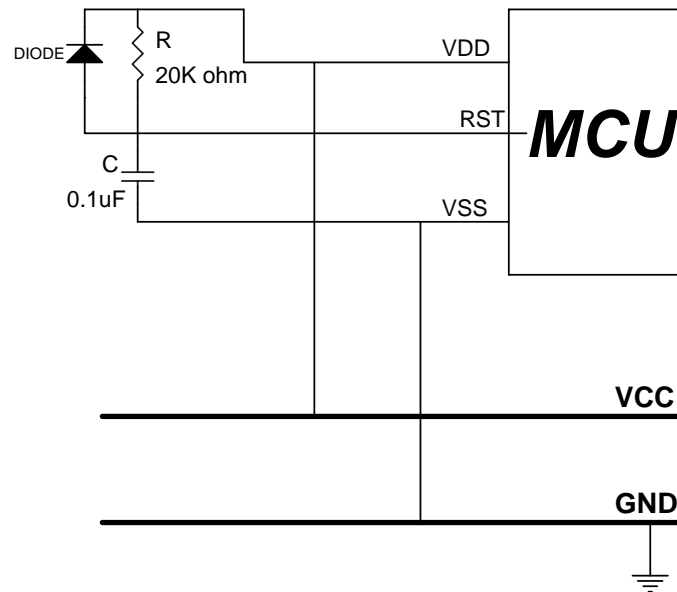 R
VDD
DIODE
20K ohm
RST
MCU
C
0.1uF
VSS
VCC
GND